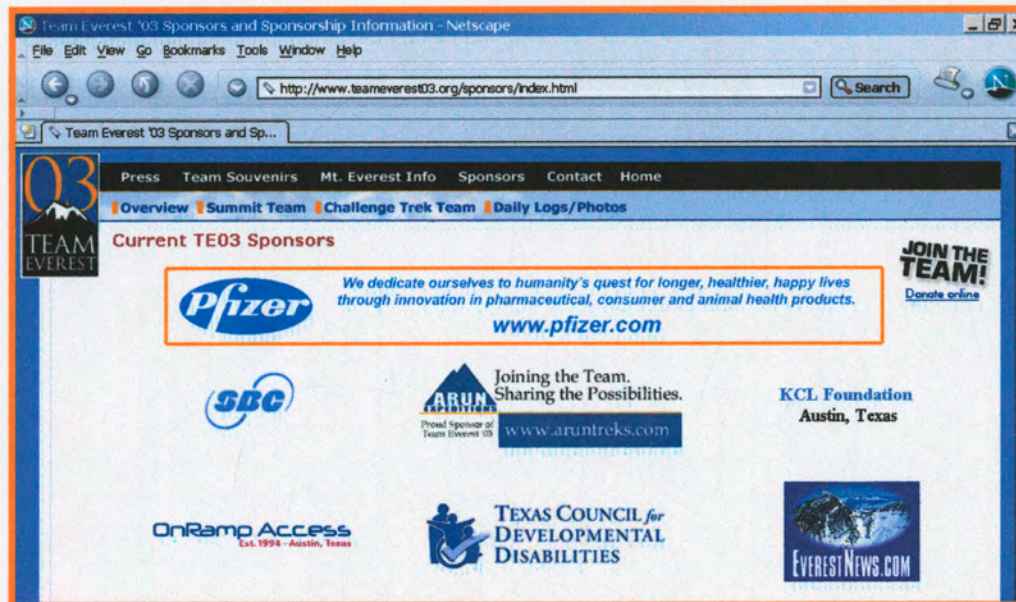 Team Everest '03 Sponsors and Sponsorship Information - Netscape
File Edit View Go Bookmarks Tools Window Help
http://www.teameverest03.org/sponsors/index.html
Search
N
Team Everest '03 Sponsors and Sp...
03
TEAM
EVEREST
Press Team Souvenirs Mt. Everest Info Sponsors Contact Home
Overview Summit Team Challenge Trek Team Daily Logs/Photos
Current TE03 Sponsors
JOIN THE
TEAM!
Donate online
Pfizer
We dedicate ourselves to humanity's quest for longer, healthier, happy lives
through innovation in pharmaceutical, consumer and animal health products.
www.pfizer.com
SBC
ARUN
EXPEDITIONS
Proud Sponsor of
Team Everest 03
Joining the Team.
Sharing the Possibilities.
www.aruntreks.com
KCL Foundation
Austin, Texas
OnRamp Access
Est. 1994 - Austin, Texas
TEXAS COUNCIL for
DEVELOPMENTAL
DISABILITIES
EVERESTNEWS.COM